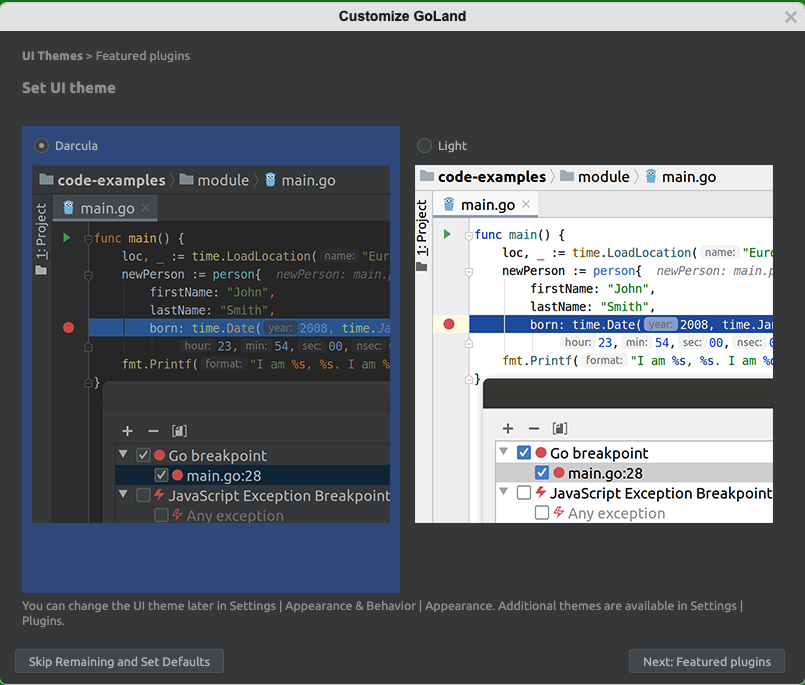 Customize GoLand
UI Themes > Featured plugins
Set UI theme
Darcula
code-examples module main.go
1: Project
main.go
func main() {
loc, _ := time.LoadLocation( name: "Eur
newPerson := person{ newPerson: main.p
firstName: "John",
lastName: "Smith",
born: time.Date( year: 2008, time.Ja
hour: 23, min: 54, sec: 00, nsec:
fmt.Printf( format: "I am %s, %s. I am %
}
Go breakpoint
main.go:28
JavaScript Exception Breakpoint
Any exception
Light
code-examples module main.go
1: Project
main.go
func main() {
loc, _ := time.LoadLocation( name: "Euro
newPerson := person{ newPerson: main.p
firstName: "John",
lastName: "Smith",
born: time.Date( year: 2008, time.Jan
hour: 23, min: 54, sec: 00, nsec: 0
fmt.Printf( format: "I am %s, %s. I am %d
}
Go breakpoint
main.go:28
JavaScript Exception Breakpoint
Any exception
You can change the UI theme later in Settings | Appearance & Behavior | Appearance. Additional themes are available in Settings |
Plugins.
Skip Remaining and Set Defaults
Next: Featured plugins